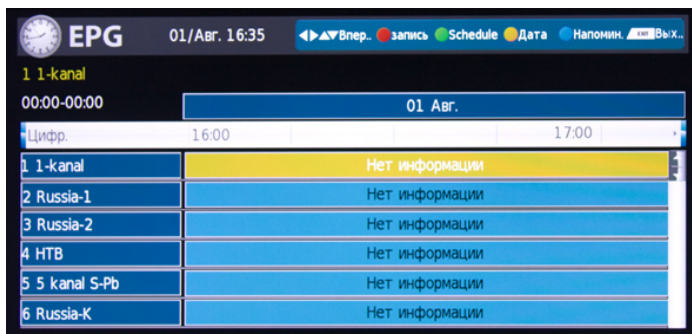 EPG 01/Авг. 16:35 Впер.. запись Schedule Дата Напомин. EXIT Вых..
1 1-kanal
00:00-00:00 01 Авг.
Цифр. 16:00 17:00
1 1-kanal Нет информации
2 Russia-1 Нет информации
3 Russia-2 Нет информации
4 НТВ Нет информации
5 5 kanal S-Pb Нет информации
6 Russia-K Нет информации